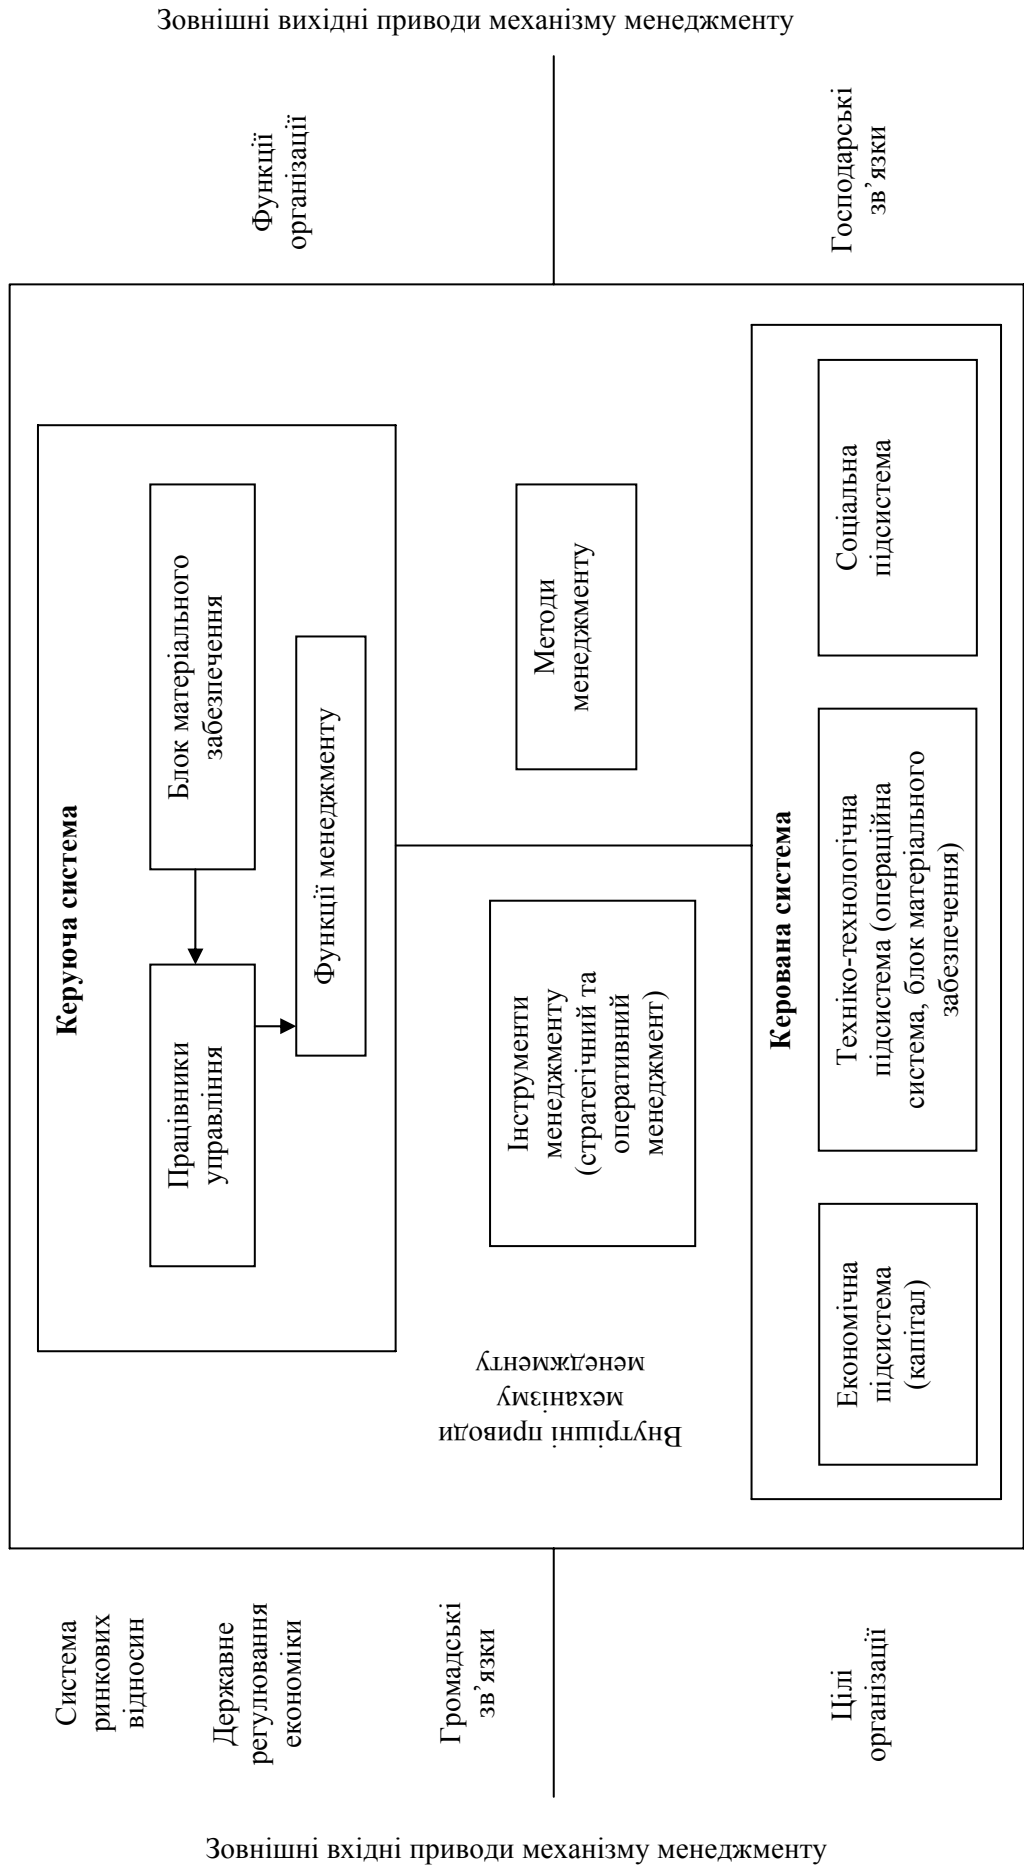 Зовнішні вхідні приводи механізму менеджменту
Система
ринкових
відносин
Державне
регулювання
економіки
Громадські
зв’язки
Цілі
організації
Керуюча система
Працівники
управління
Блок матеріального
забезпечення
Функції менеджменту
Внутрішні приводи
механізму
менеджменту
Інструменти
менеджменту
(стратегічний та
оперативний
менеджмент)
Методи
менеджменту
Керована система
Економічна
підсистема
(капітал)
Техніко-технологічна
підсистема (операційна
система, блок матеріального
забезпечення)
Соціальна
підсистема
Функції
організації
Господарські
зв’язки
Зовнішні вихідні приводи механізму менеджменту